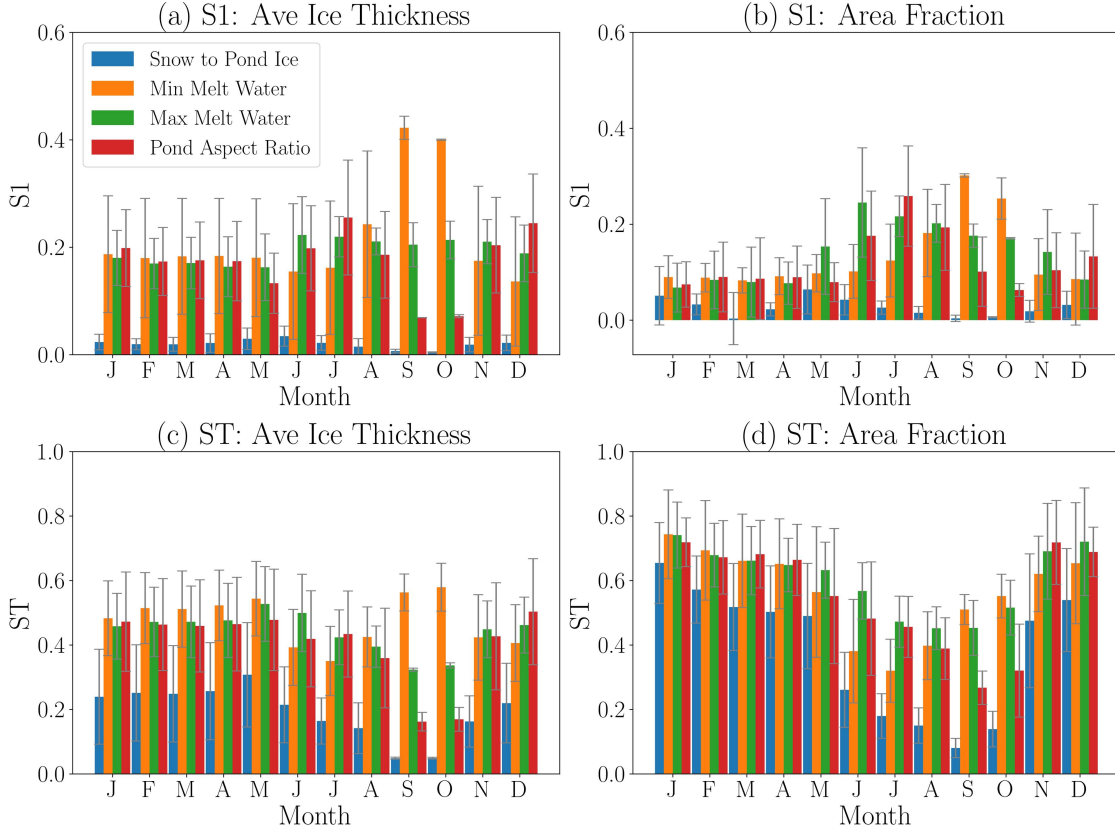 (a) S1: Ave Ice Thickness
0.6
0.4
0.2
0.0
S1
Snow to Pond Ice
Min Melt Water
Max Melt Water
Pond Aspect Ratio
J F M A M J J A S O N D
Month
(b) S1: Area Fraction
0.6
0.4
0.2
0.0
S1
J F M A M J J A S O N D
Month
(c) ST: Ave Ice Thickness
1.0
0.8
0.6
0.4
0.2
0.0
ST
J F M A M J J A S O N D
Month
(d) ST: Area Fraction
1.0
0.8
0.6
0.4
0.2
0.0
ST
J F M A M J J A S O N D
Month